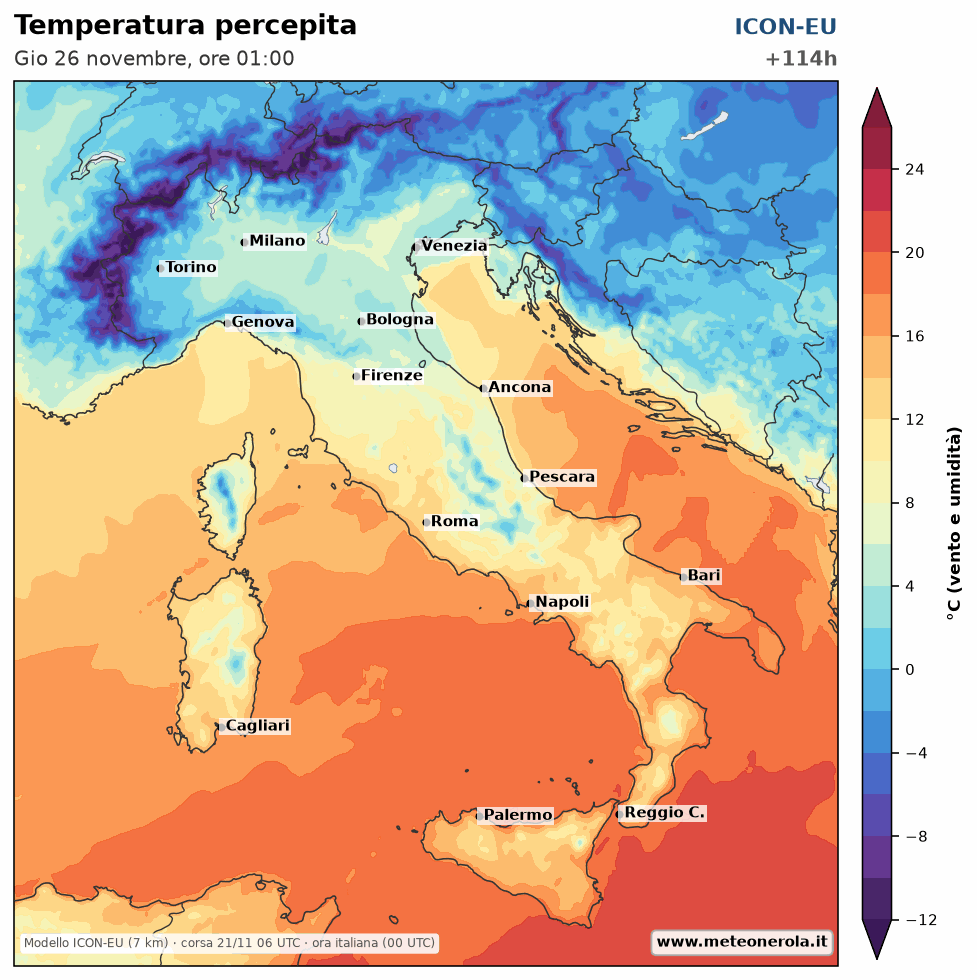 Temperatura percepita
ICON-EU
Gio 26 novembre, ore 01:00
+114h
Milano
Venezia
Torino
Genova
Bologna
Firenze
Ancona
Pescara
Roma
Bari
Napoli
Cagliari
Palermo
Reggio C.
24
20
16
12
8
4
0
−4
−8
−12
°C (vento e umidità)
Modello ICON-EU (7 km) · corsa 21/11 06 UTC · ora italiana (00 UTC)
www.meteonerola.it